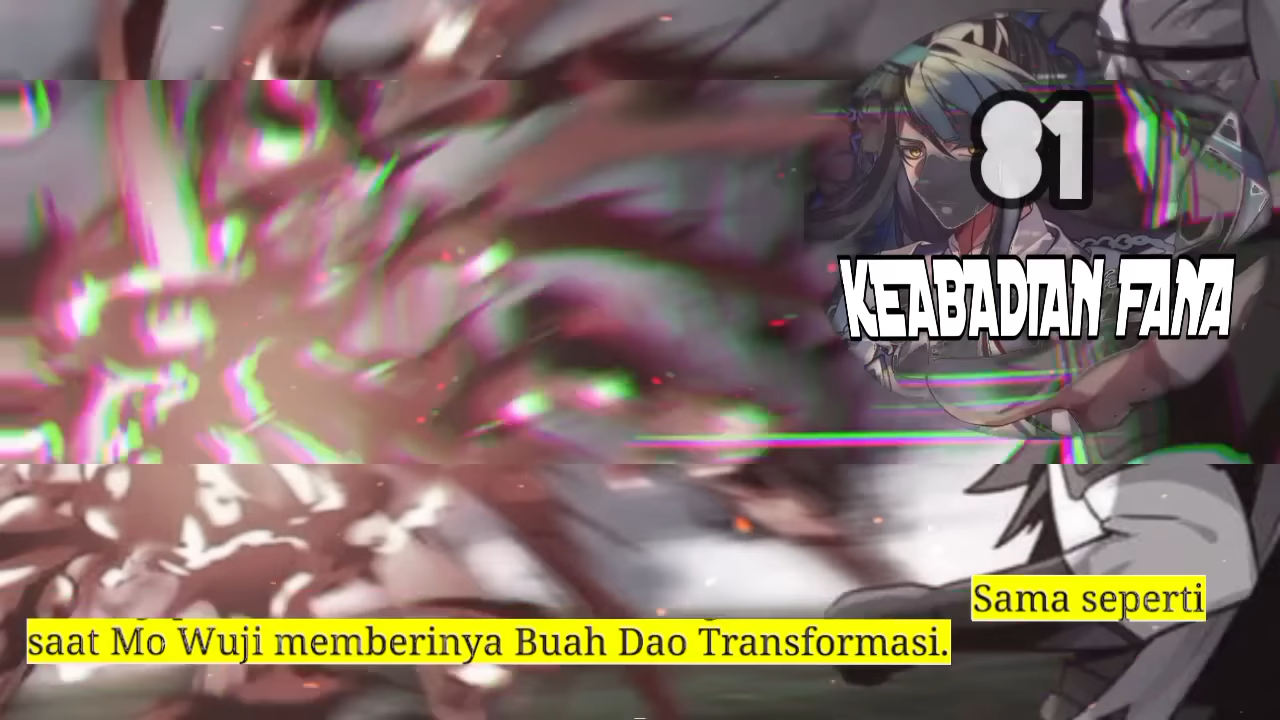 81
KEABADIAN FANA
Sama seperti
saat Mo Wuji memberinya Buah Dao Transformasi.